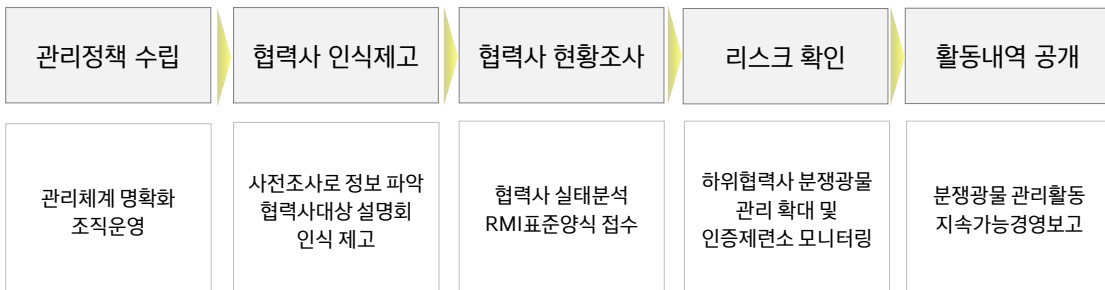 관리정책 수립
협력사 인식제고
협력사 현황조사
리스크 확인
활동내역 공개
관리체계 명확화
조직운영
사전조사로 정보 파악
협력사대상 설명회
인식 제고
협력사 실태분석
RMI표준양식 접수
하위협력사 분쟁광물
관리 확대 및
인증제련소 모니터링
분쟁광물 관리활동
지속가능경영보고